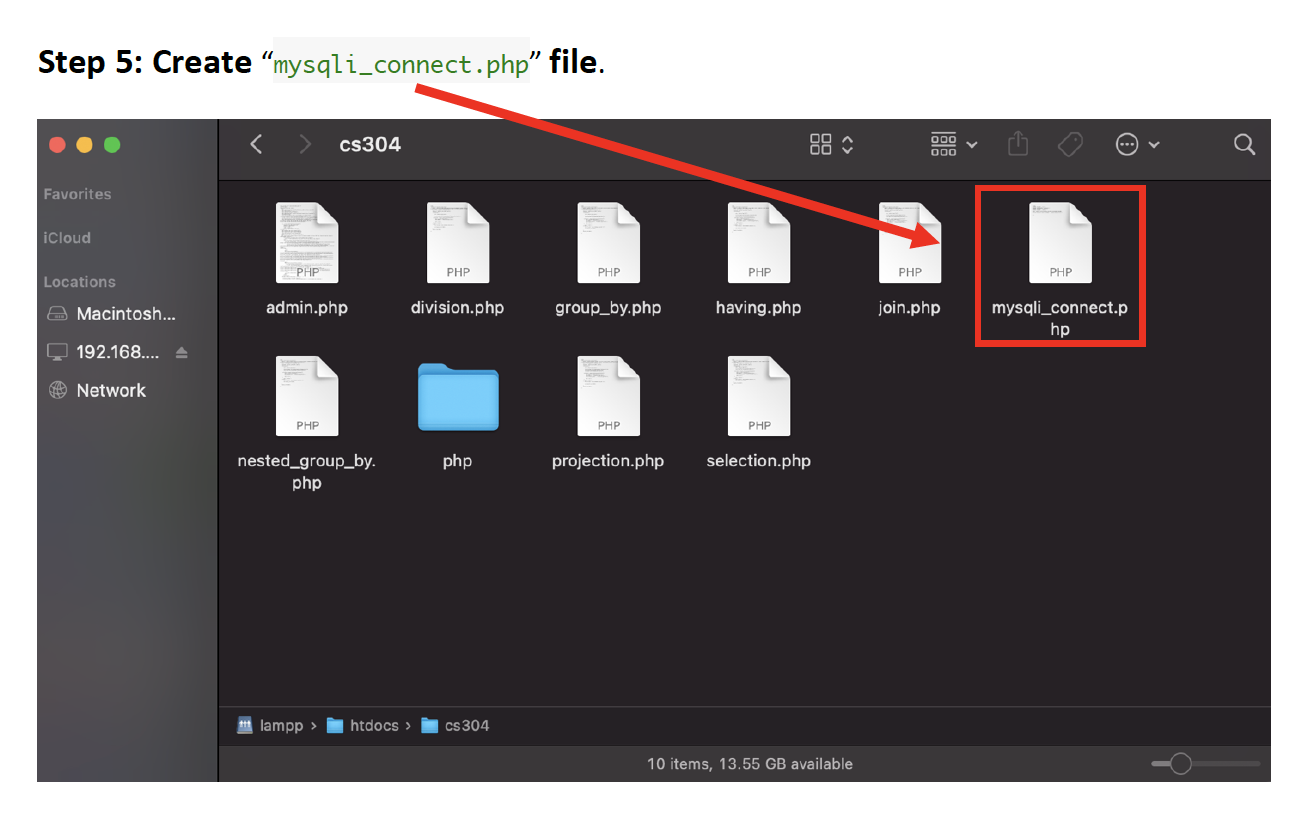 Step 5: Create “mysqli_connect.php” file.
cs304
Favorites
iCloud
Locations
Macintosh...
192.168....
Network
PHP PHP PHP PHP PHP PHP
admin.php division.php group_by.php having.php join.php mysqli_connect.p
hp
PHP PHP PHP
nested_group_by. php projection.php selection.php
php
lampp › htdocs › cs304
10 items, 13.55 GB available